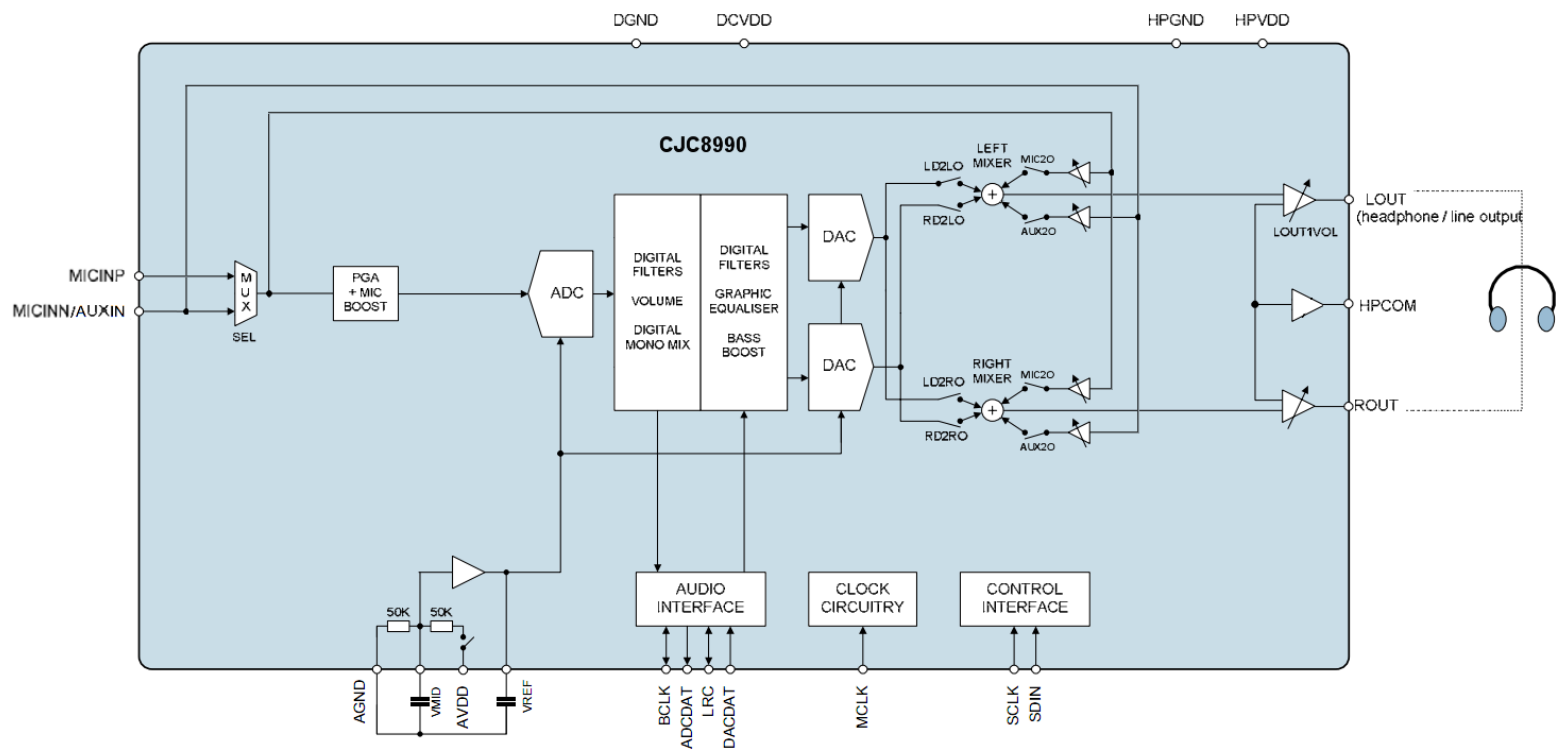 DGND
DCVDD
HPGND
HPVDD
CJC8990
MICINP
MICINN/AUXIN
MUX
SEL
PGA
+ MIC
BOOST
ADC
DIGITAL
FILTERS
VOLUME
DIGITAL
MONO MIX
DIGITAL
FILTERS
GRAPHIC
EQUALISER
BASS
BOOST
DAC
DAC
LD2LO
RD2LO
LEFT
MIXER
+
MIC2O
AUX2O
LD2RO
RD2RO
RIGHT
MIXER
+
MIC2O
AUX2O
LOUT1VOL
LOUT
(headphone / line output
HPCOM
ROUT
50K
50K
AUDIO
INTERFACE
CLOCK
CIRCUITRY
CONTROL
INTERFACE
AGND
VMID
AVDD
VREF
BCLK
ADCDAT
LRC
DACDAT
MCLK
SCLK
SDIN